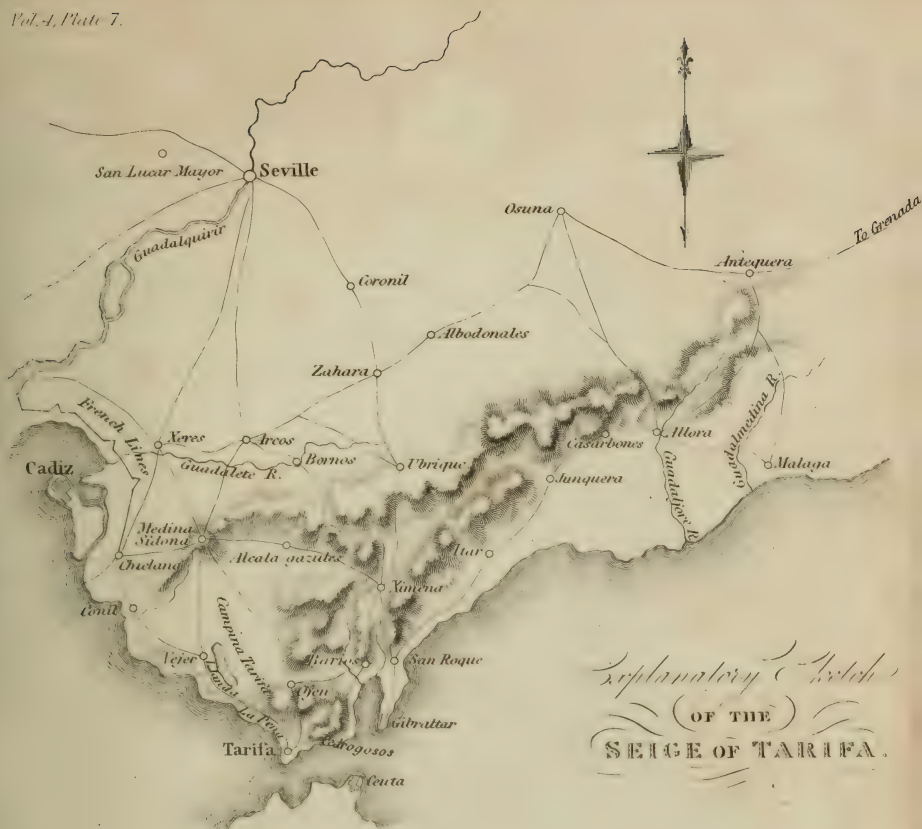 Vol. 4, Plate 7.
San Lucar Mayor
Seville
Guadalquivir
Osuna
To Grenada
Antequera
Coronil
Albodonales
Zahara
French Lines
Xeres
Arcos
Guadalete R.
Bornos
Ubrique
Casarbones
Allora
Guadaljore R.
Guadalmedina R.
Malaga
Cadiz
Junquera
Medina
Sidona
Chiclana
Alcala gazules
Ximena
Conil
Campina Tarifa
Vejer
Barios
San Roque
Ojen
La Pena
Gibraltar
Tarifa
Ceuta
Explanatory Sketch
OF THE
SEIGE OF TARIFA.